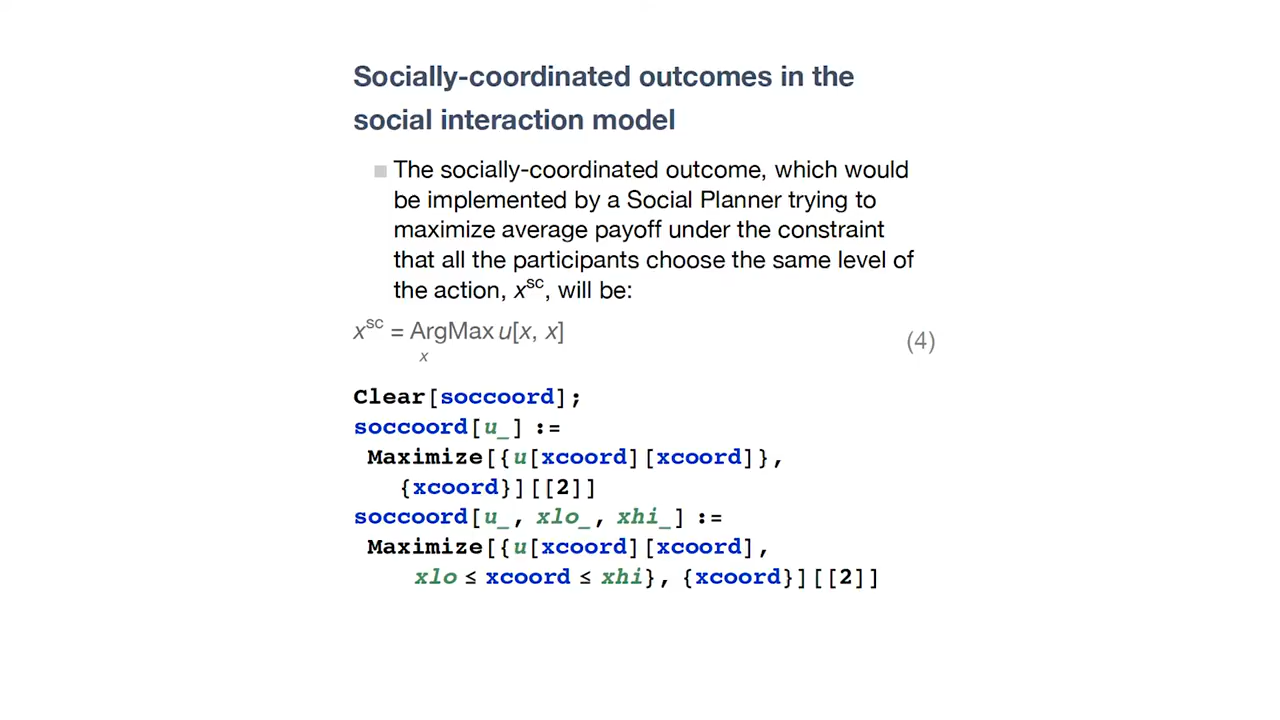 Socially-coordinated outcomes in the
social interaction model
The socially-coordinated outcome, which would
be implemented by a Social Planner trying to
maximize average payoff under the constraint
that all the participants choose the same level of
the action, x^sc, will be:
x^sc = ArgMax u[x, x] (4)
x
Clear[soccoord];
soccoord[u_] :=
Maximize[{u[xcoord][xcoord]},
{xcoord}][[2]]
soccoord[u_, xlo_, xhi_] :=
Maximize[{u[xcoord][xcoord],
xlo ≤ xcoord ≤ xhi}, {xcoord}][[2]]